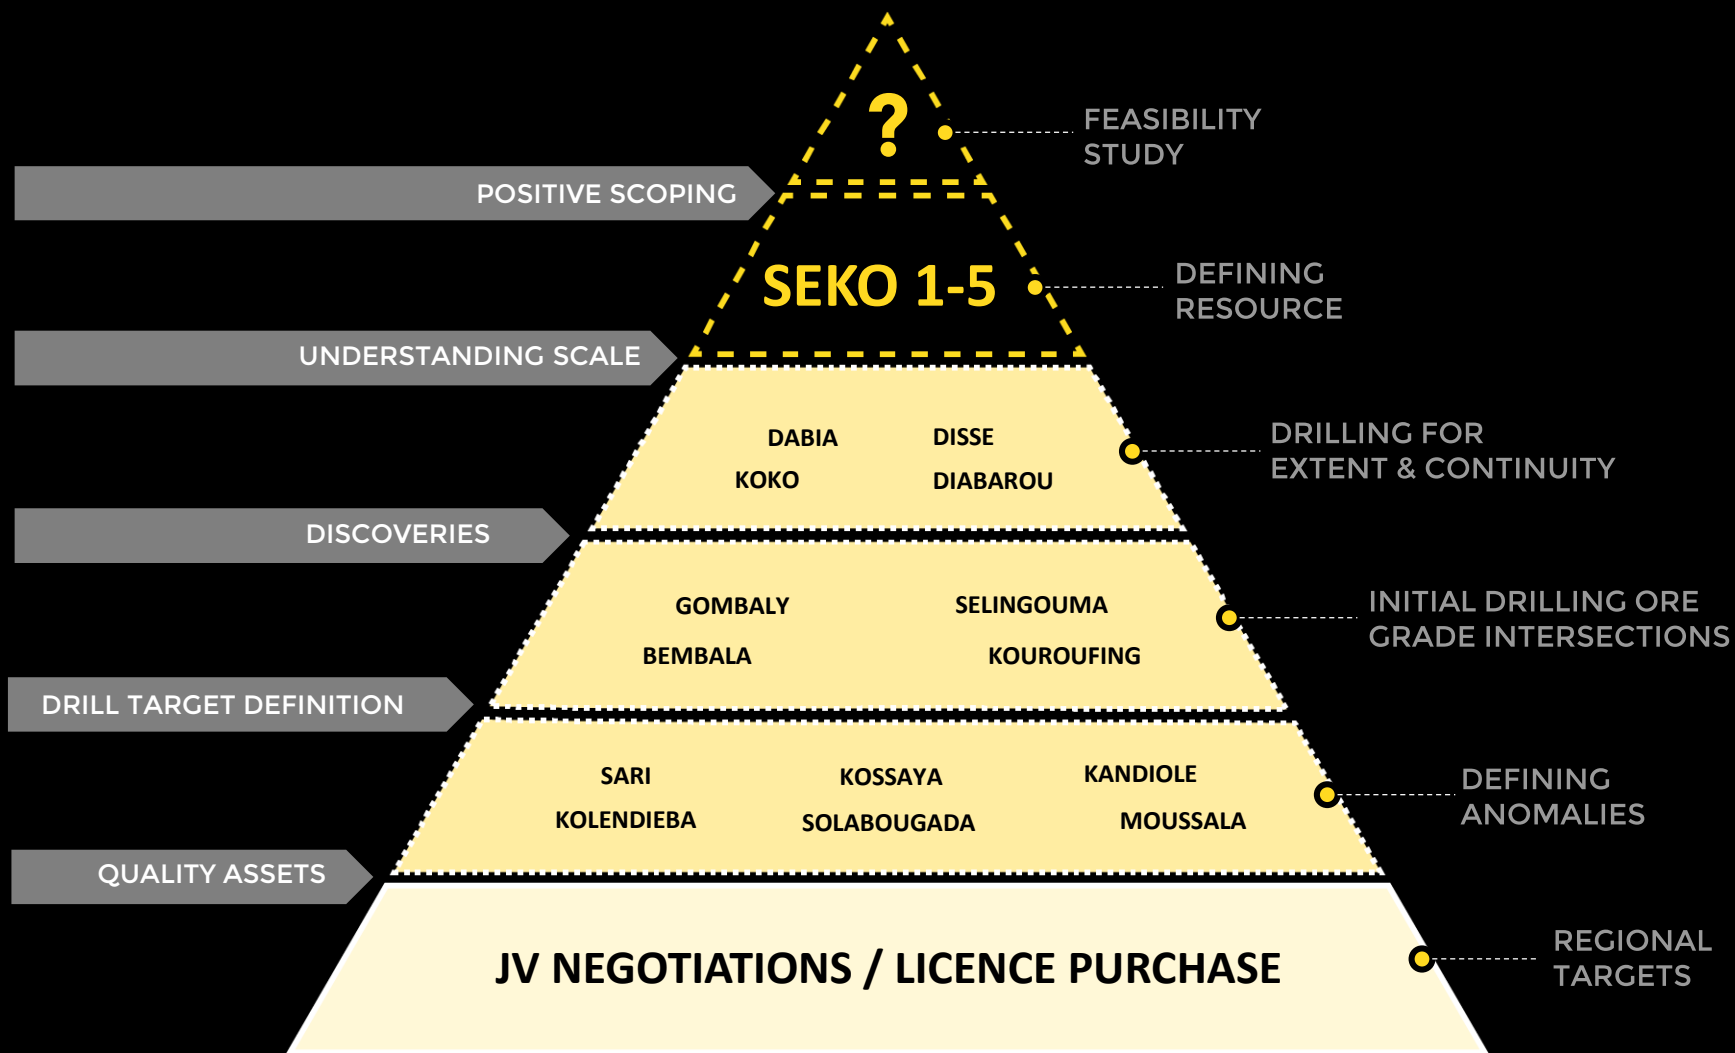 ?
FEASIBILITY
STUDY
POSITIVE SCOPING
SEKO 1-5
DEFINING
RESOURCE
UNDERSTANDING SCALE
DABIA DISSE
KOKO DIABAROU
DRILLING FOR
EXTENT & CONTINUITY
DISCOVERIES
GOMBALY SELINGOUMA
BEMBALA KOUROUFING
INITIAL DRILLING ORE
GRADE INTERSECTIONS
DRILL TARGET DEFINITION
SARI KOSSAYA KANDIOLE
KOLENDIEBA SOLABOUGADA MOUSSALA
DEFINING
ANOMALIES
QUALITY ASSETS
JV NEGOTIATIONS / LICENCE PURCHASE
REGIONAL
TARGETS